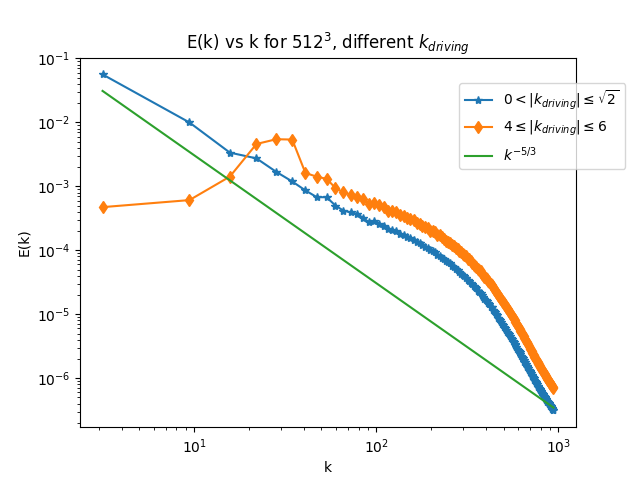 E(k) vs k for 512³, different k_driving
0 < |k_driving| ≤ √2
4 ≤ |k_driving| ≤ 6
k^{-5/3}
10⁻¹
10⁻²
10⁻³
10⁻⁴
10⁻⁵
10⁻⁶
E(k)
10¹
10²
10³
k